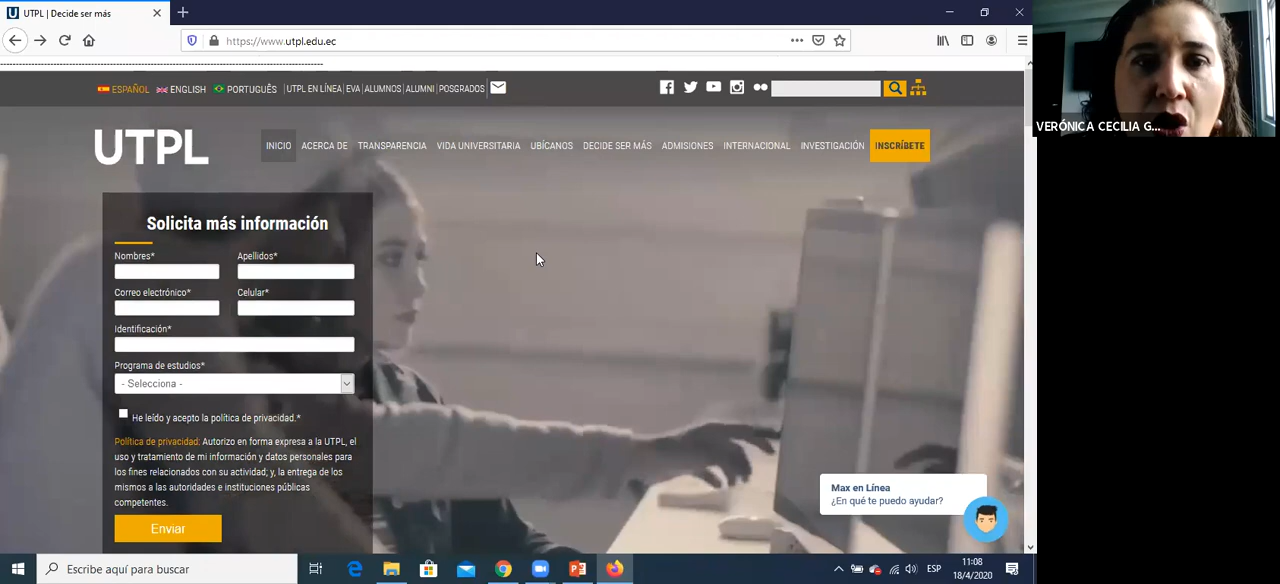 UTPL | Decide ser más
https://www.utpl.edu.ec
ESPAÑOL ENGLISH PORTUGUÊS | UTPL EN LÍNEA | EVA | ALUMNOS | ALUMNI | POSGRADOS |
UTPL
INICIO ACERCA DE TRANSPARENCIA VIDA UNIVERSITARIA UBÍCANOS DECIDE SER MÁS ADMISIONES INTERNACIONAL INVESTIGACIÓN INSCRÍBETE
VERÓNICA CECILIA G...
Solicita más información
Nombres* Apellidos*
Correo electrónico* Celular*
Identificación*
Programa de estudios*
- Selecciona -
He leído y acepto la política de privacidad.*
Política de privacidad: Autorizo en forma expresa a la UTPL, el
uso y tratamiento de mi información y datos personales para
los fines relacionados con su actividad; y, la entrega de los
mismos a las autoridades e instituciones públicas
competentes.
Enviar
Max en Línea
¿En qué te puedo ayudar?
Escribe aquí para buscar
ESP
11:08
18/4/2020